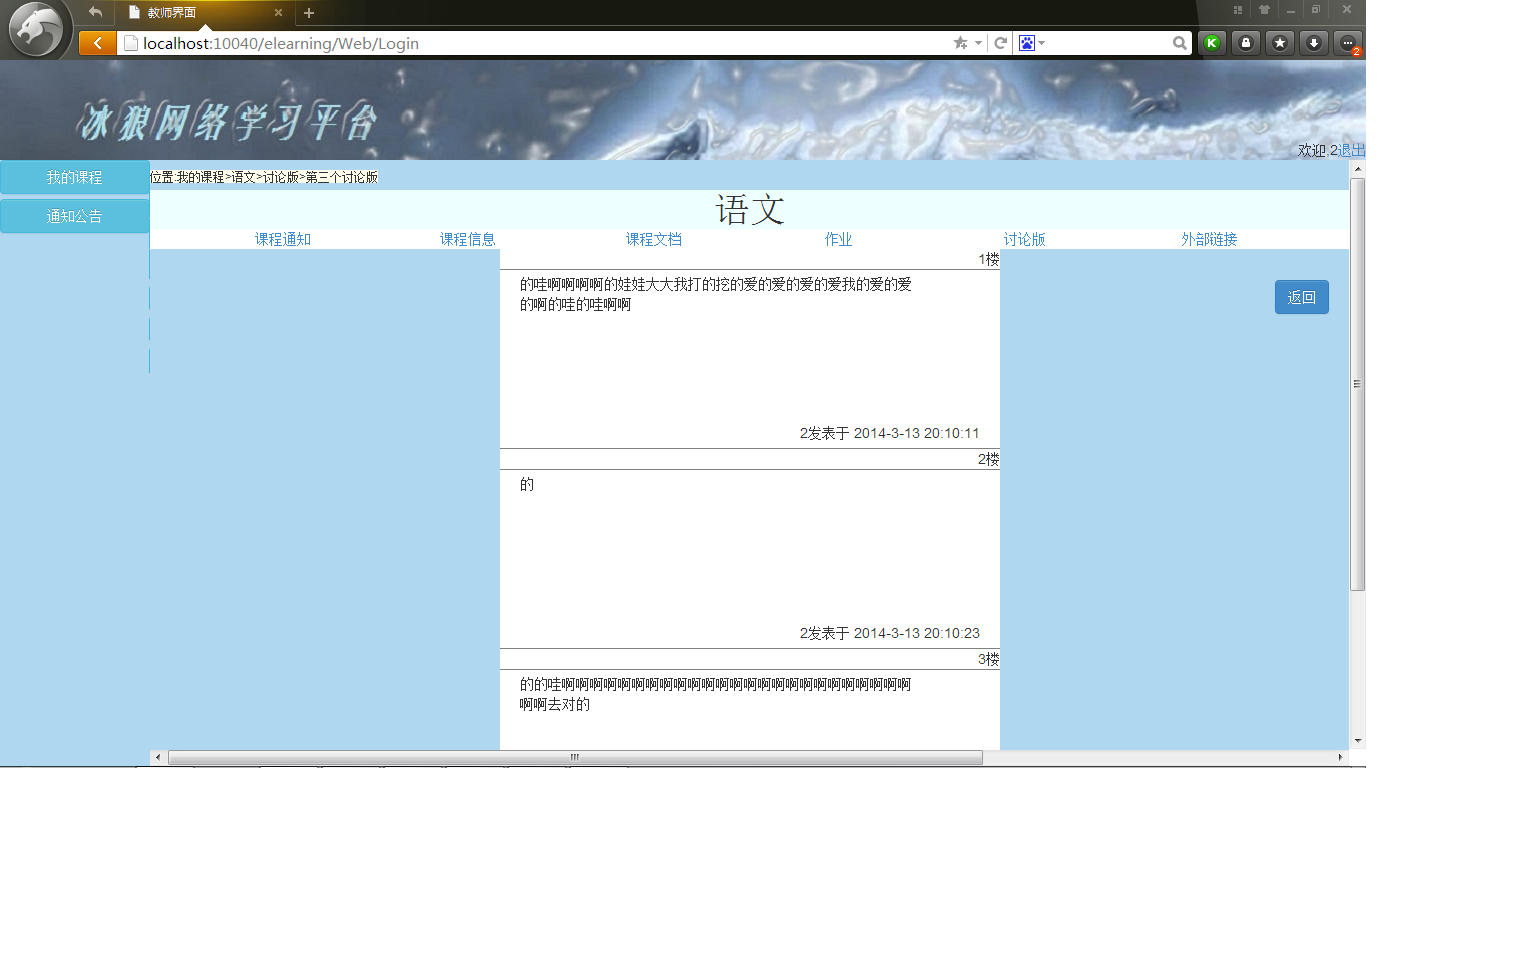 教师界面
localhost:10040/elearning/Web/Login
2
冰狼网络学习平台
欢迎,2退出
我的课程
通知公告
位置:我的课程>语文>讨论版>第三个讨论版
语文
课程通知 课程信息 课程文档 作业 讨论版 外部链接
1楼
的哇啊啊啊啊的娃娃大大我打的挖的爱的爱的爱的爱我的爱的爱
的啊的哇的哇啊啊
返回
2发表于 2014-3-13 20:10:11
2楼
的
2发表于 2014-3-13 20:10:23
3楼
的的哇啊啊啊啊啊啊啊啊啊啊啊啊啊啊啊啊啊啊啊啊啊啊啊啊啊
啊啊去对的